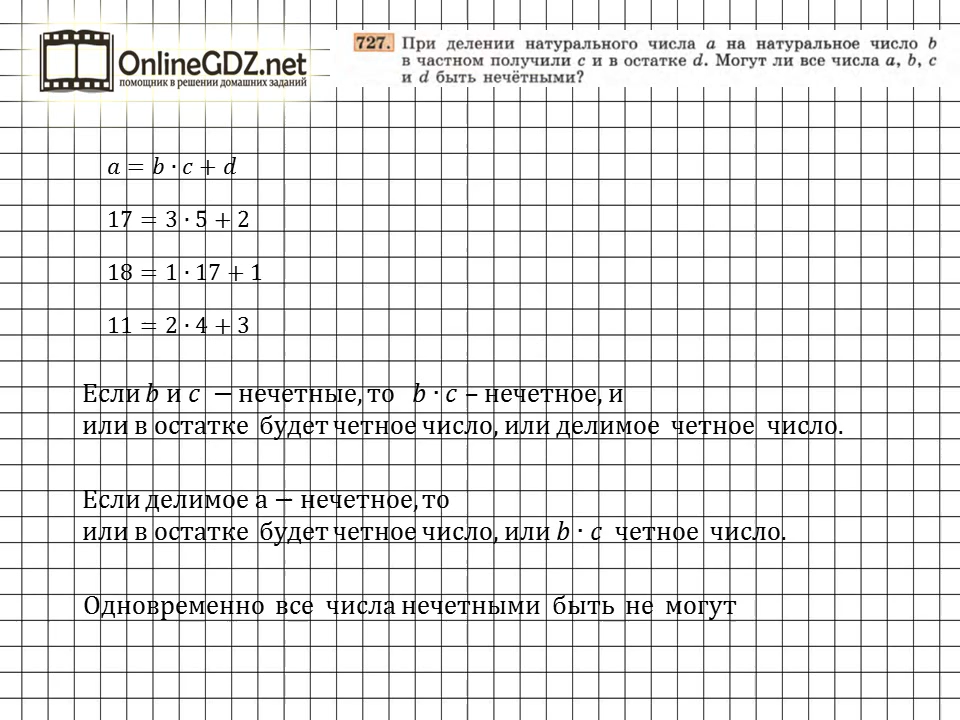 OnlineGDZ.net
помощник в решении домашних заданий
727. При делении натурального числа a на натуральное число b
в частном получили c и в остатке d. Могут ли все числа a, b, c
и d быть нечётными?
a = b · c + d
17 = 3 · 5 + 2
18 = 1 · 17 + 1
11 = 2 · 4 + 3
Если b и c − нечетные, то b · c – нечетное, и
или в остатке будет четное число, или делимое четное число.
Если делимое а − нечетное, то
или в остатке будет четное число, или b · c четное число.
Одновременно все числа нечетными быть не могут